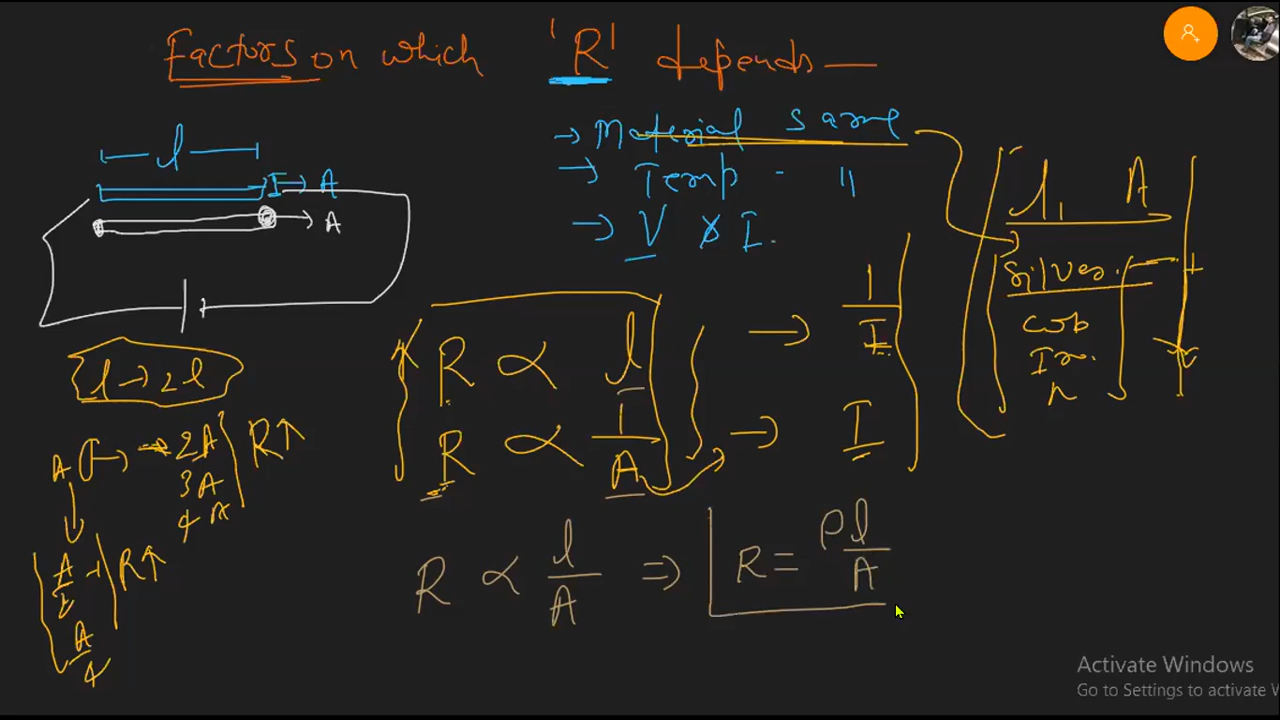 Factors on which 'R' depends —
→ Material same
→ Temp - "
→ V ∝ I.
l
I → A
→ A
l → 2l
A → 2A
3A
4A
R↑
A/2
A/4
R↑
R ∝ l → 1/I
R ∝ 1/A → I
R ∝ l/A ⇒ R = ρl/A
l, A
Silver
Activate Windows
Go to Settings to activate W